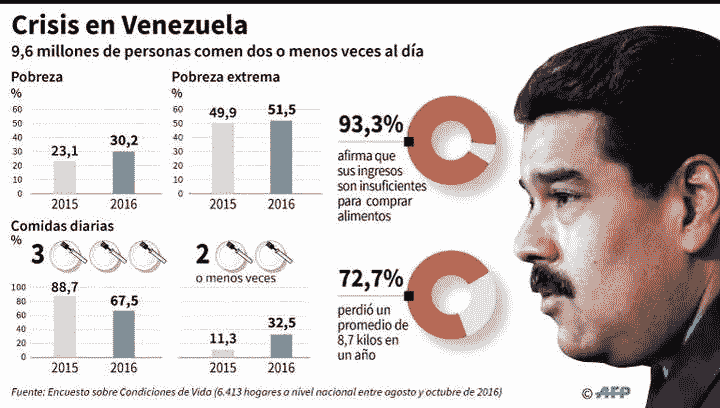 Crisis en Venezuela
9,6 millones de personas comen dos o menos veces al día
Pobreza
%
60
50
40
30
20
10
0
23,1
30,2
2015
2016
Pobreza extrema
%
60
50
40
30
20
10
0
49,9
51,5
2015
2016
93,3%
afirma que
sus ingresos
son insuficientes
para comprar
alimentos
Comidas diarias
%
3
100
80
60
40
20
0
88,7
67,5
2015
2016
2
o menos veces
11,3
32,5
2015
2016
72,7%
perdió un
promedio de
8,7 kilos en
un año
Fuente: Encuesto sobre Condiciones de Vida (6.413 hogares a nivel nacional entre agosto y octubre de 2016)
© AFP